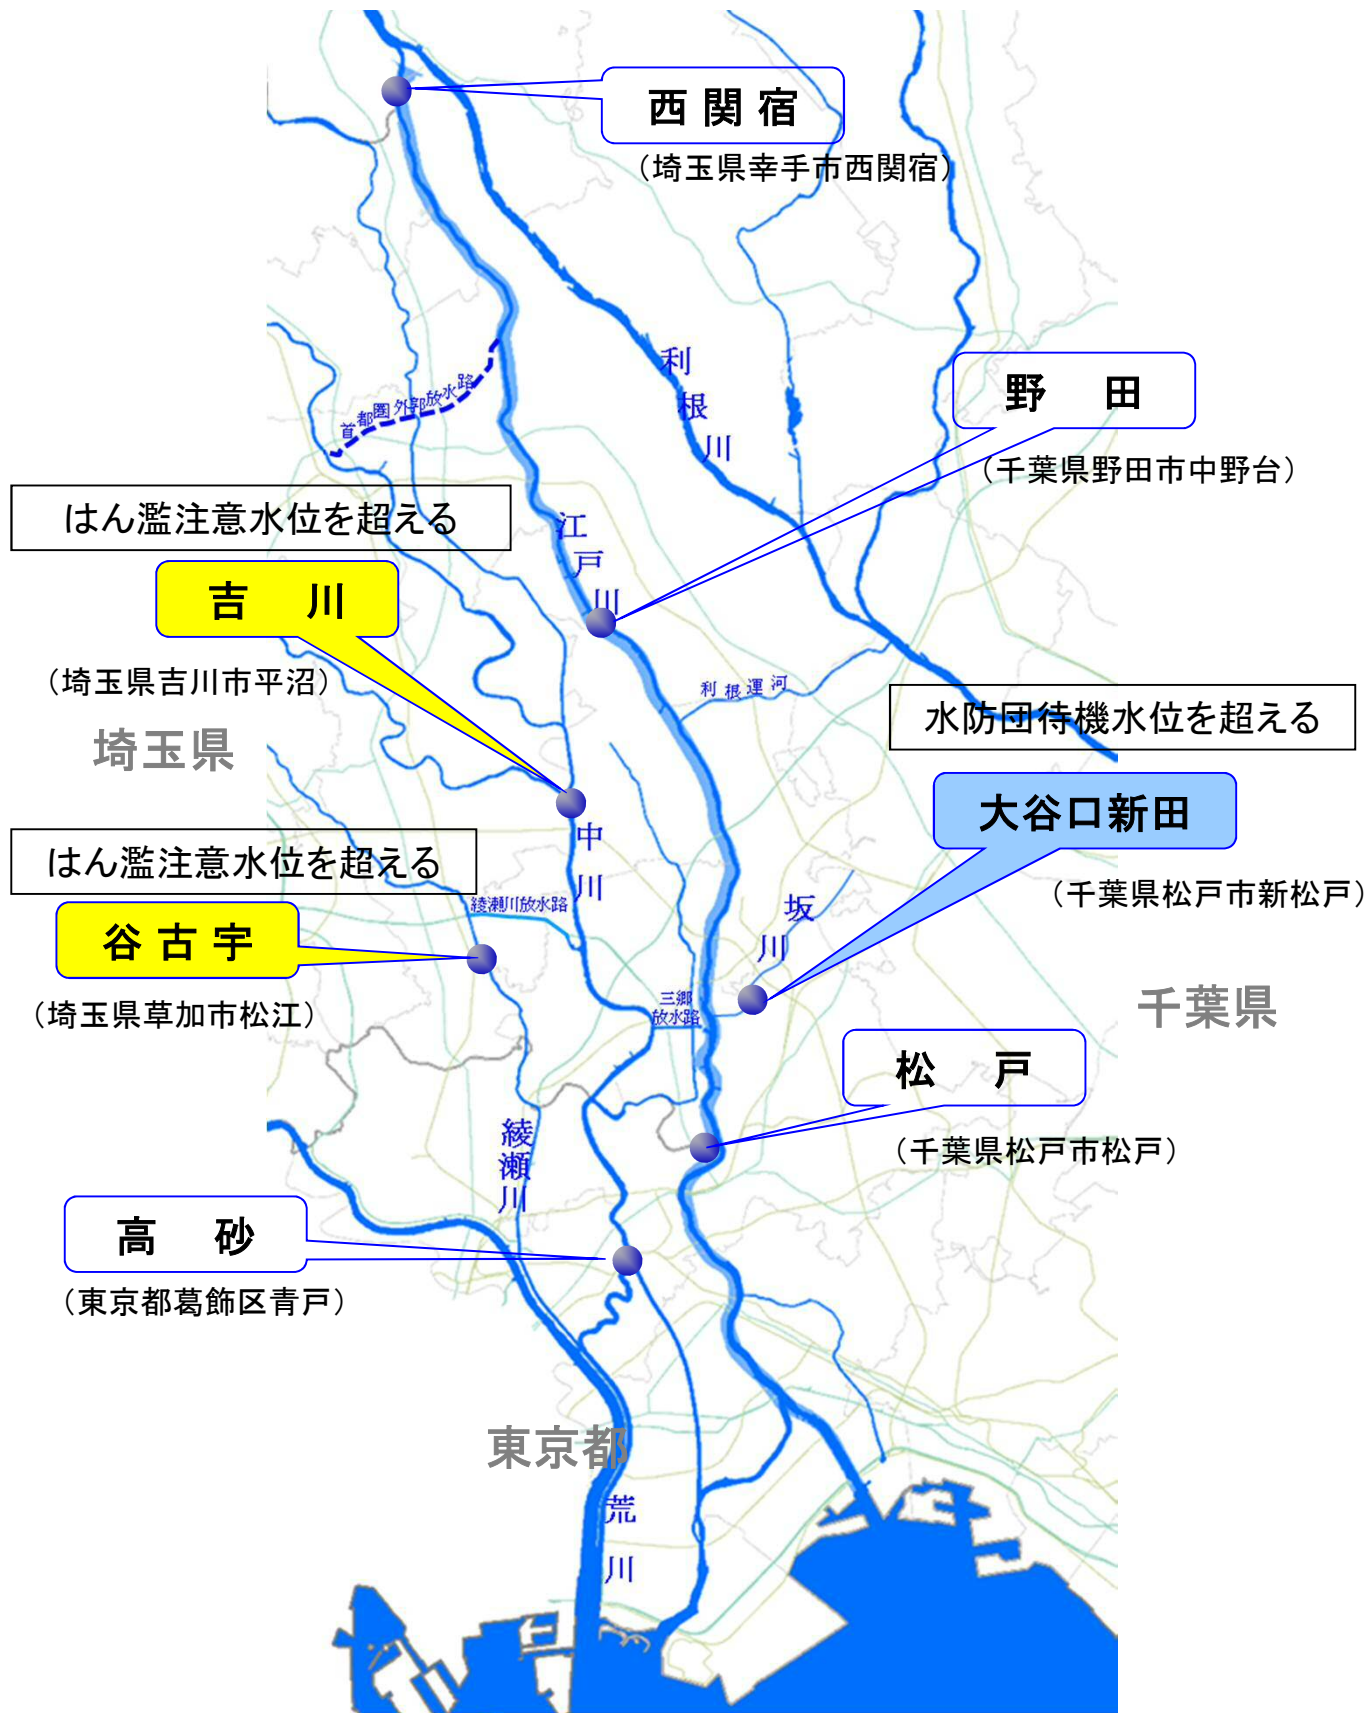 西関宿
（埼玉県幸手市西関宿）
利根川
野　田
（千葉県野田市中野台）
首都圏外郭放水路
はん濫注意水位を超える
江戸川
吉　川
（埼玉県吉川市平沼）
利根運河
水防団待機水位を超える
埼玉県
大谷口新田
（千葉県松戸市新松戸）
中川
はん濫注意水位を超える
綾瀬川放水路
坂川
谷古宇
（埼玉県草加市松江）
三郷
放水路
千葉県
松　戸
（千葉県松戸市松戸）
綾瀬川
高　砂
（東京都葛飾区青戸）
東京都
荒川